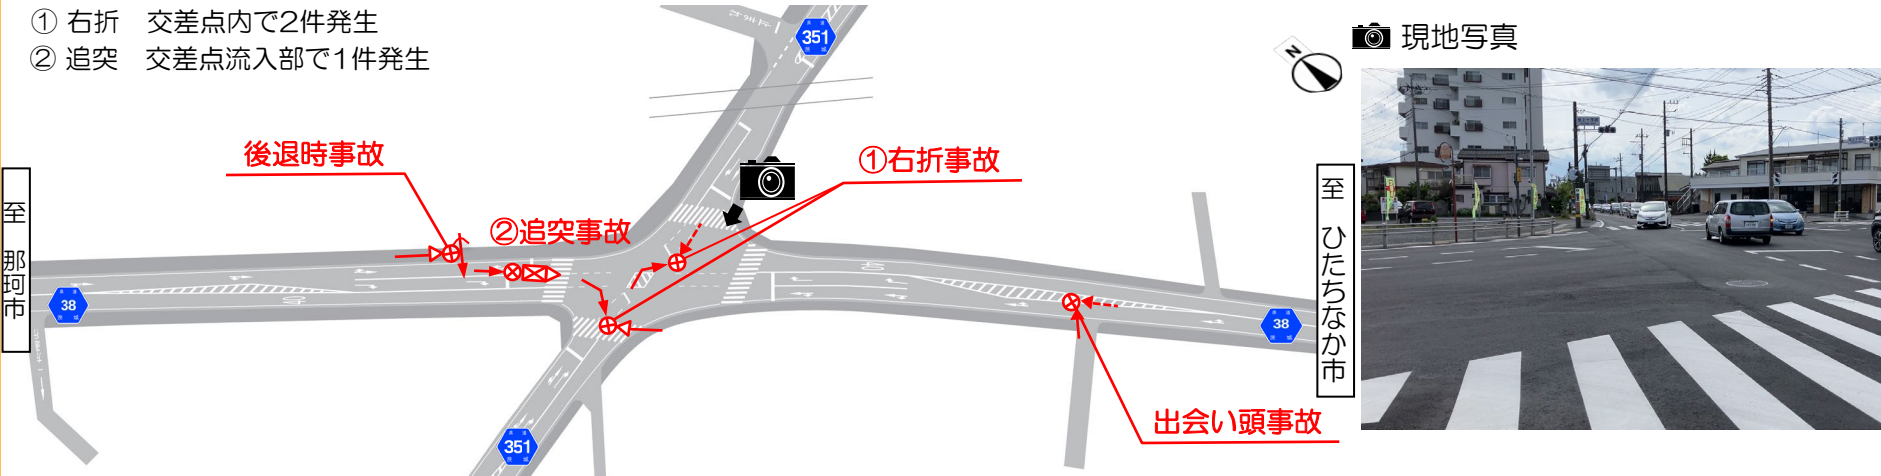 ① 右折　交差点内で2件発生
② 追突　交差点流入部で1件発生
351
N
現地写真
後退時事故
①右折事故
②追突事故
至　那珂市
至　ひたちなか市
38
40
40
38
出会い頭事故
351